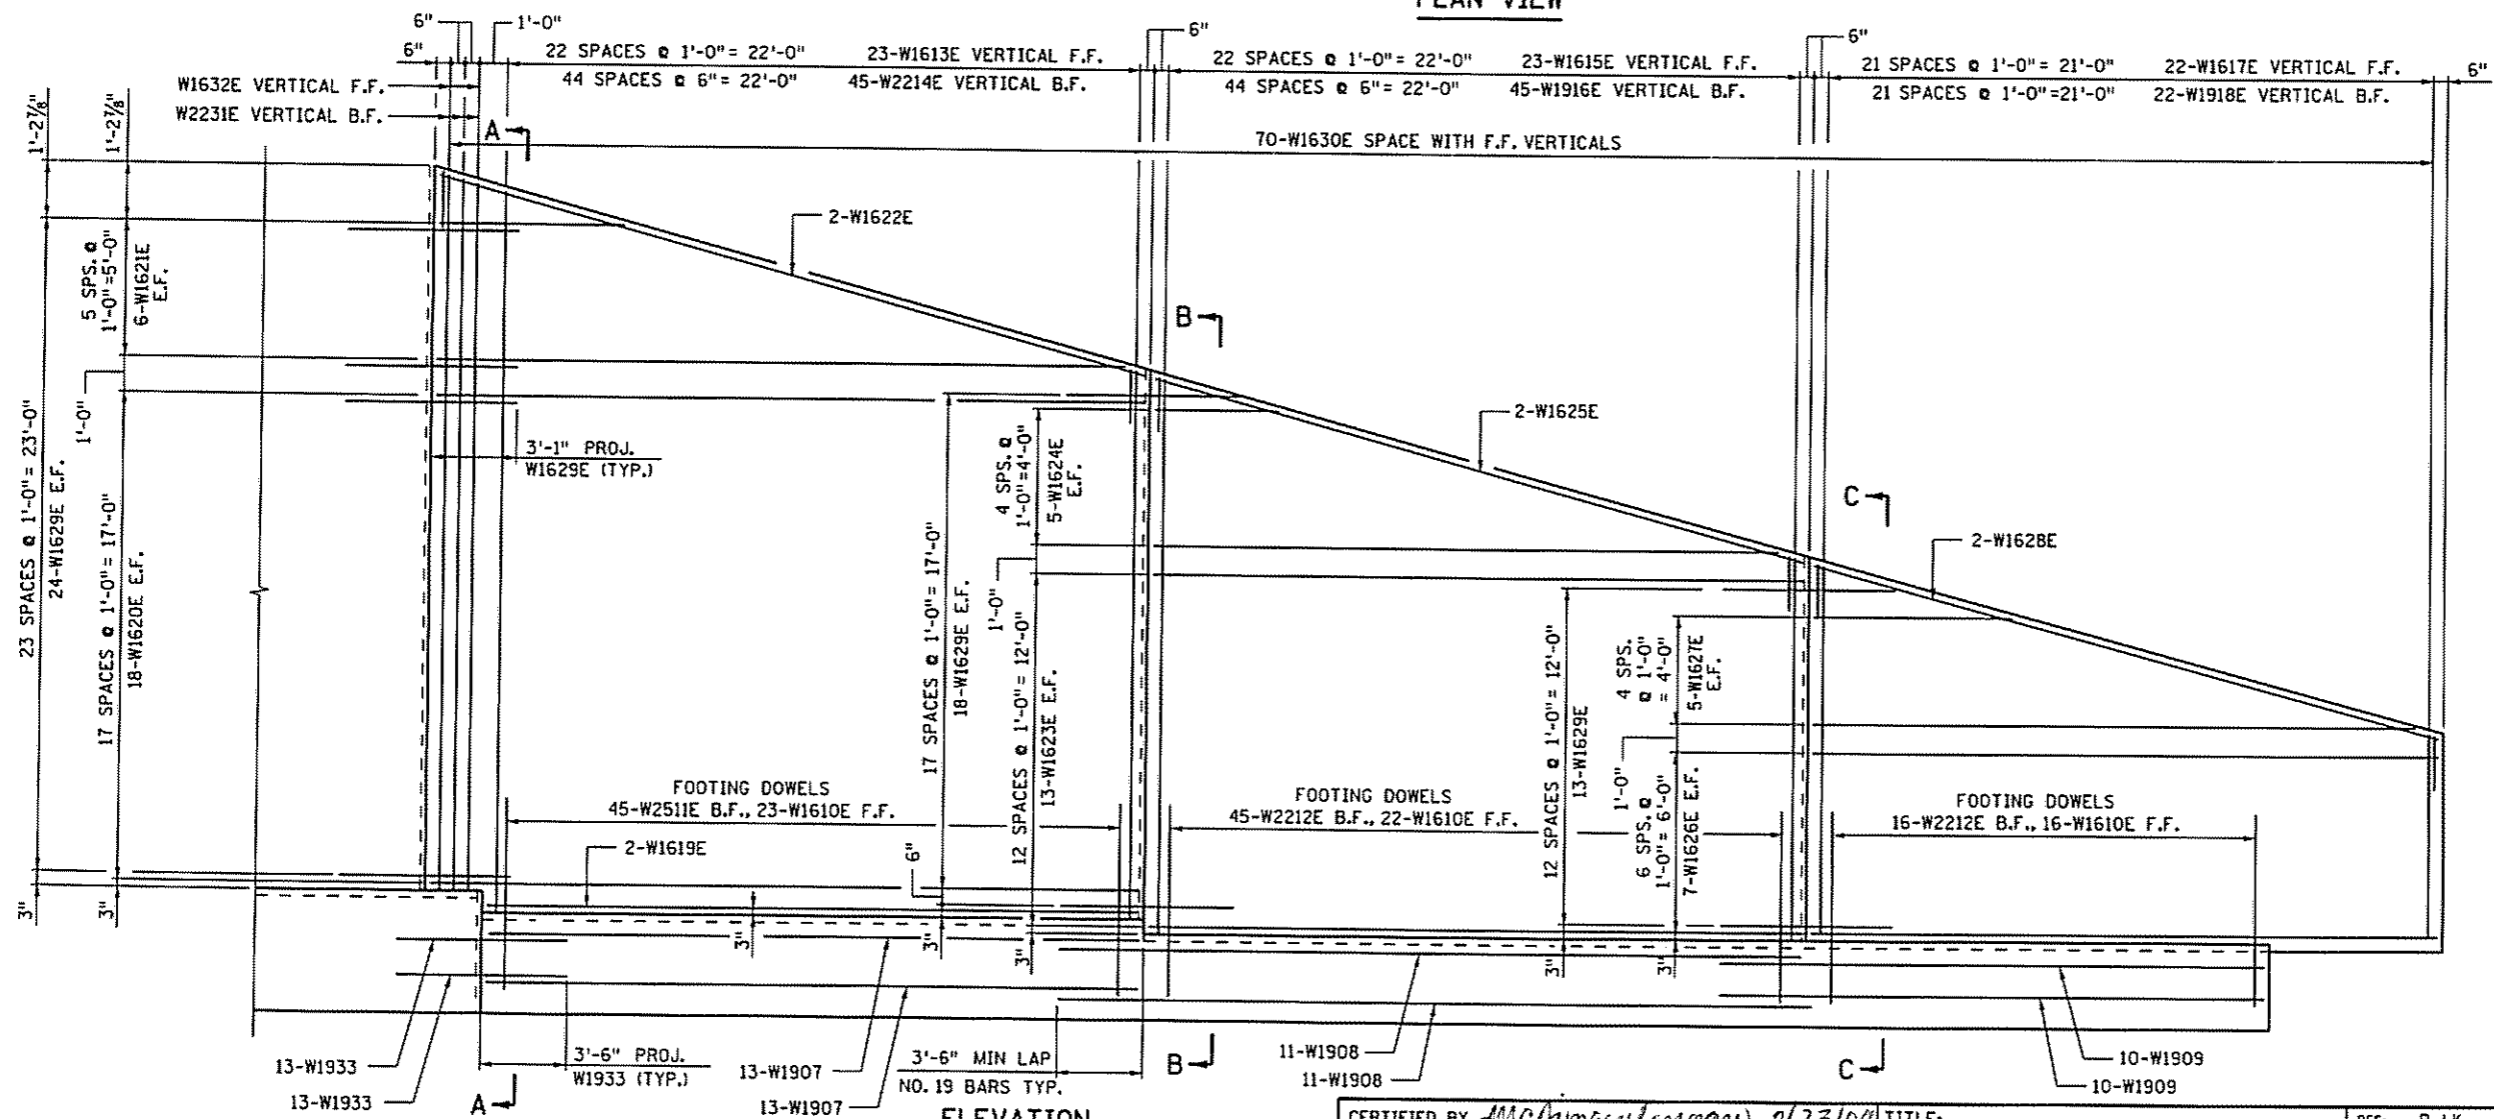 PLAN VIEW
6"
1'-0"
6"
22 SPACES @ 1'-0" = 22'-0" 23-W1613E VERTICAL F.F.
44 SPACES @ 6" = 22'-0" 45-W2214E VERTICAL B.F.
6"
22 SPACES @ 1'-0" = 22'-0" 23-W1615E VERTICAL F.F.
44 SPACES @ 6" = 22'-0" 45-W1916E VERTICAL B.F.
6"
21 SPACES @ 1'-0" = 21'-0" 22-W1617E VERTICAL F.F.
21 SPACES @ 1'-0" =21'-0" 22-W1918E VERTICAL B.F.
6"
W1632E VERTICAL F.F.
W2231E VERTICAL B.F.
A
70-W1630E SPACE WITH F.F. VERTICALS
1'-2⅞"
1'-2⅞"
2-W1622E
5 SPS. @
1'-0"=5'-0"
6-W1621E
E.F.
B
1'-0"
23 SPACES @ 1'-0" = 23'-0"
24-W1629E E.F.
17 SPACES @ 1'-0" = 17'-0"
18-W1620E E.F.
3'-1" PROJ.
W1629E (TYP.)
2-W1625E
4 SPS. @
1'-0"=4'-0"
5-W1624E
E.F.
C
17 SPACES @ 1'-0" = 17'-0"
18-W1629E E.F.
1'-0"
12 SPACES @ 1'-0" = 12'-0"
13-W1623E E.F.
2-W1628E
12 SPACES @ 1'-0" = 12'-0"
13-W1629E
4 SPS.
@ 1'-0"
= 4'-0"
5-W1627E
E.F.
1'-0"
6 SPS. @
1'-0" = 6'-0"
7-W1626E E.F.
FOOTING DOWELS
45-W2511E B.F., 23-W1610E F.F.
FOOTING DOWELS
45-W2212E B.F., 22-W1610E F.F.
FOOTING DOWELS
16-W2212E B.F., 16-W1610E F.F.
2-W1619E
6"
3"
3"
3"
3"
3"
3"
3"
13-W1933
13-W1933
3'-6" PROJ.
W1933 (TYP.)
A
13-W1907
13-W1907
3'-6" MIN LAP
NO. 19 BARS TYP.
B
11-W1908
11-W1908
C
10-W1909
10-W1909
ELEVATION
CERTIFIED BY
TITLE: